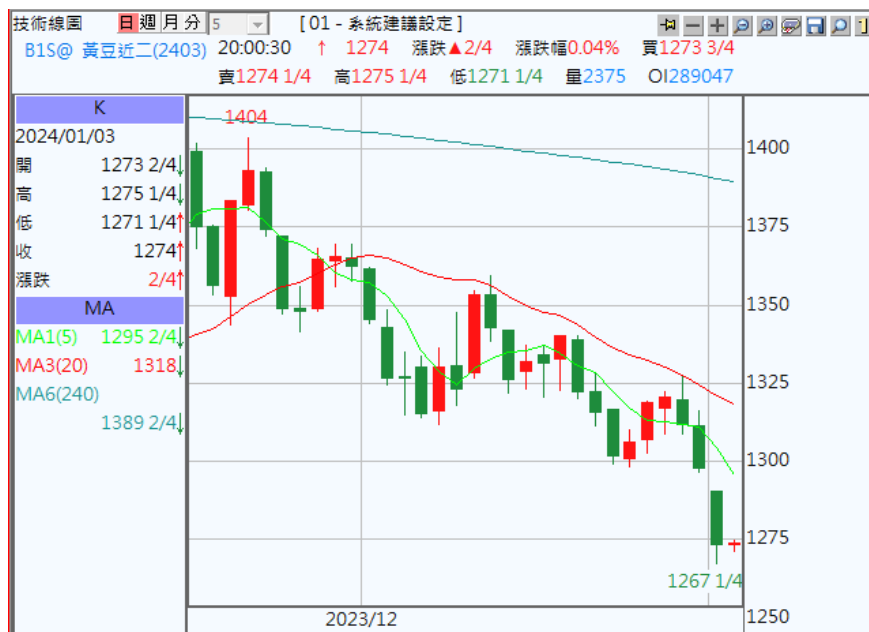 技術線圖 日 週 月 分 5 [ 01 - 系統建議設定 ]
B1S@ 黃豆近二(2403) 20:00:30 ↑ 1274 漲跌▲2/4 漲跌幅0.04% 買1273 3/4
賣1274 1/4 高1275 1/4 低1271 1/4 量2375 OI289047
K
2024/01/03
開 1273 2/4↓
高 1275 1/4↓
低 1271 1/4↑
收 1274↑
漲跌 2/4↑
MA
MA1(5) 1295 2/4↓
MA3(20) 1318↓
MA6(240)
1389 2/4↓
1404
1400
1375
1350
1325
1300
1275
1267 1/4
1250
2023/12